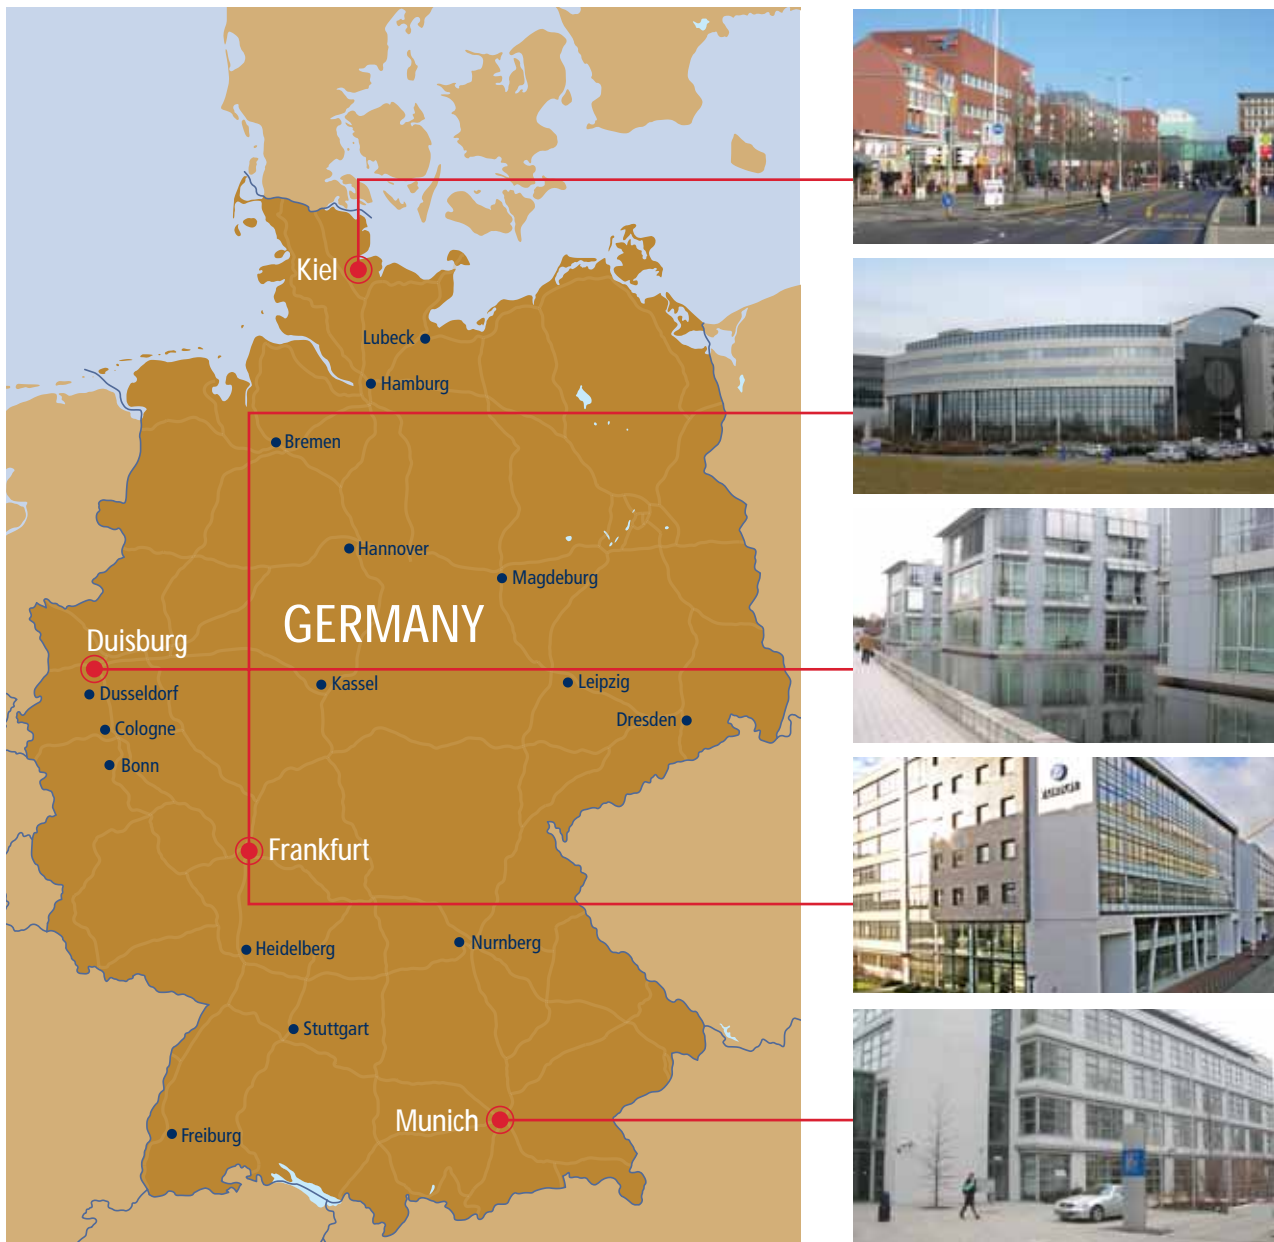 Kiel
Lubeck
Hamburg
Bremen
Hannover
Magdeburg
GERMANY
Duisburg
Kassel
Leipzig
Dusseldorf
Dresden
Cologne
Bonn
Frankfurt
Heidelberg
Nurnberg
Stuttgart
Munich
Freiburg